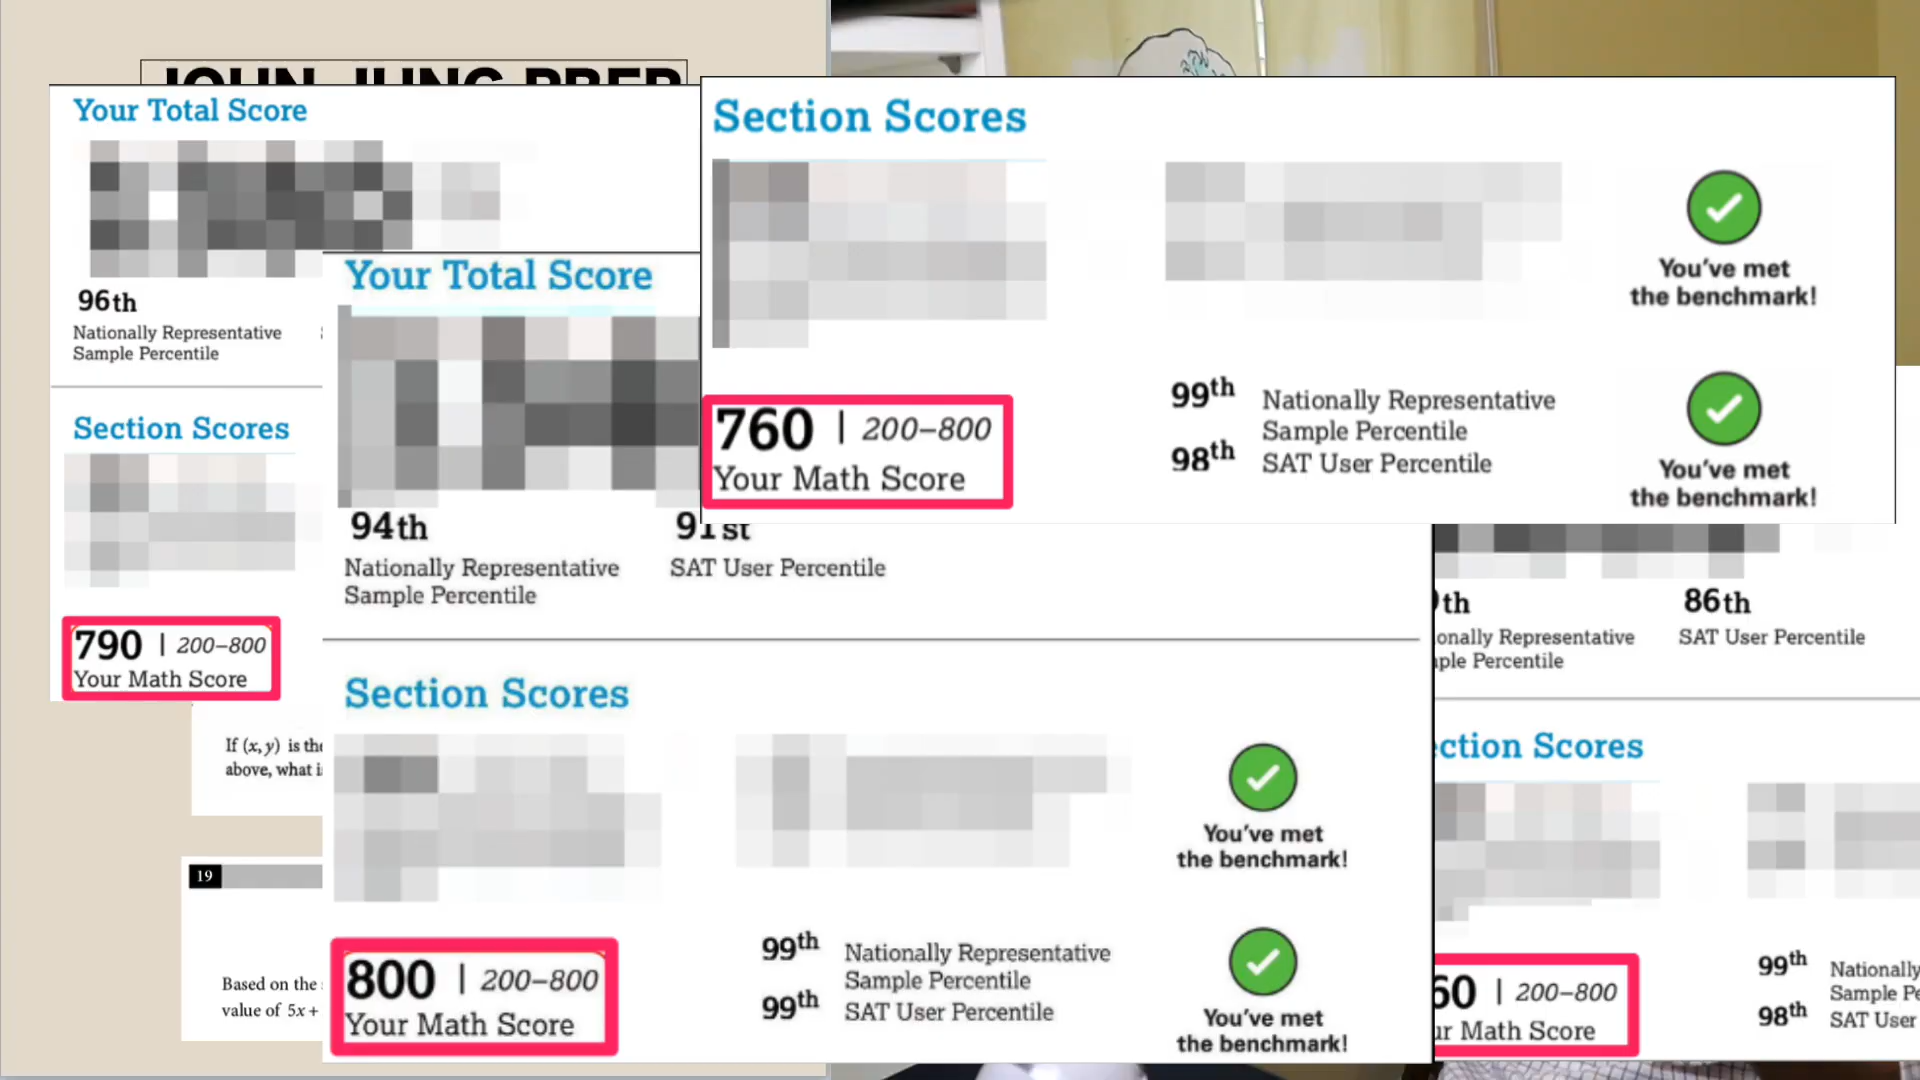 JOHN JUNG PREP
Your Total Score
96th
Nationally Representative
Sample Percentile
Section Scores
790 | 200–800
Your Math Score
If (x, y) is the
above, what i
19
Based on the
value of 5x +
Your Total Score
94th
91st
Nationally Representative
Sample Percentile
SAT User Percentile
Section Scores
You've met
the benchmark!
99th Nationally Representative
Sample Percentile
99th SAT User Percentile
800 | 200–800
Your Math Score
You've met
the benchmark!
Section Scores
You've met
the benchmark!
760 | 200–800
Your Math Score
99th Nationally Representative
Sample Percentile
98th SAT User Percentile
You've met
the benchmark!
th
86th
onally Representative
ple Percentile
SAT User Percentile
ction Scores
60 | 200–800
ur Math Score
99th Nationally
Sample Pe
98th SAT User